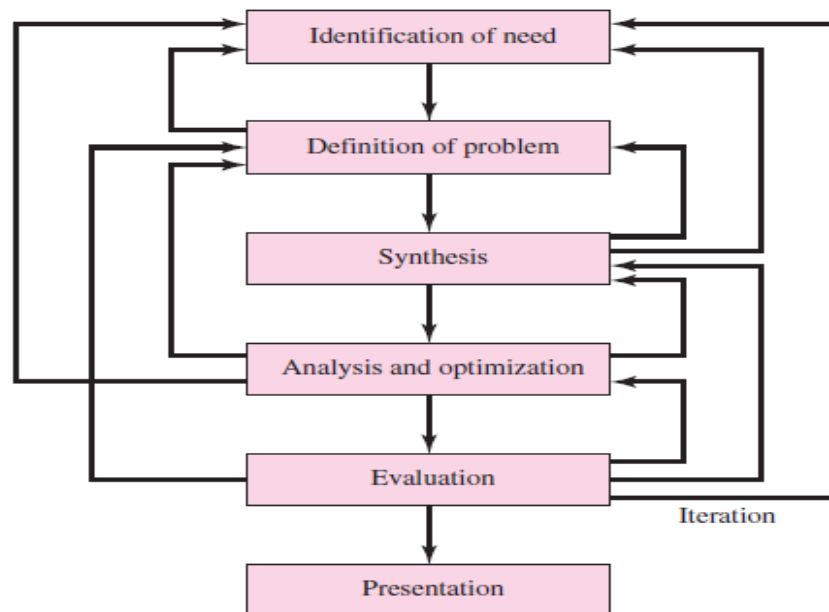 Identification of need
Definition of problem
Synthesis
Analysis and optimization
Evaluation
Iteration
Presentation